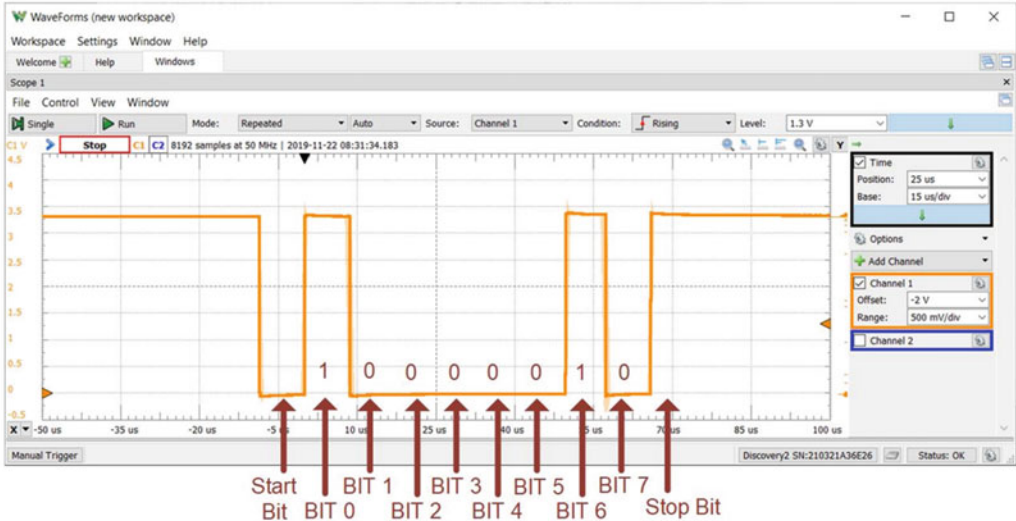 WaveForms (new workspace)
Workspace Settings Window Help
Welcome Help Windows
Scope 1
File Control View Window
Single Run Mode: Repeated Auto Source: Channel 1 Condition: Rising Level: 1.3 V
C1 V Stop C1 C2 8192 samples at 50 MHz | 2019-11-22 08:31:34.183 Y
4.5
4
3.5
3
2.5
2
1.5
1
0.5
0
-0.5
1 0 0 0 0 0 1 0
X -50 us -35 us -20 us -5 10 us 25 us 40 us us 70 us 85 us 100 us
Time
Position: 25 us
Base: 15 us/div
Options
Add Channel
Channel 1
Offset: -2 V
Range: 500 mV/div
Channel 2
Manual Trigger Discovery2 SN:210321A36E26 Status: OK
Start BIT 1 BIT 3 BIT 5 BIT 7 Stop Bit
Bit BIT 0 BIT 2 BIT 4 BIT 6